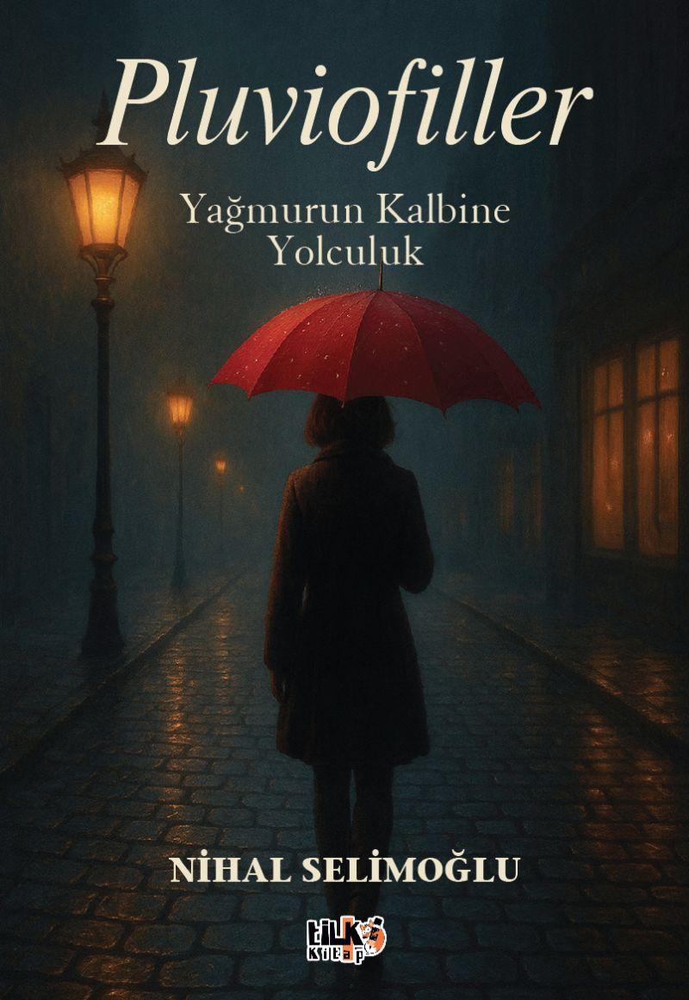 Pluviofiller
Yağmurun Kalbine
Yolculuk
NİHAL SELİMOĞLU
tilki
Kitap